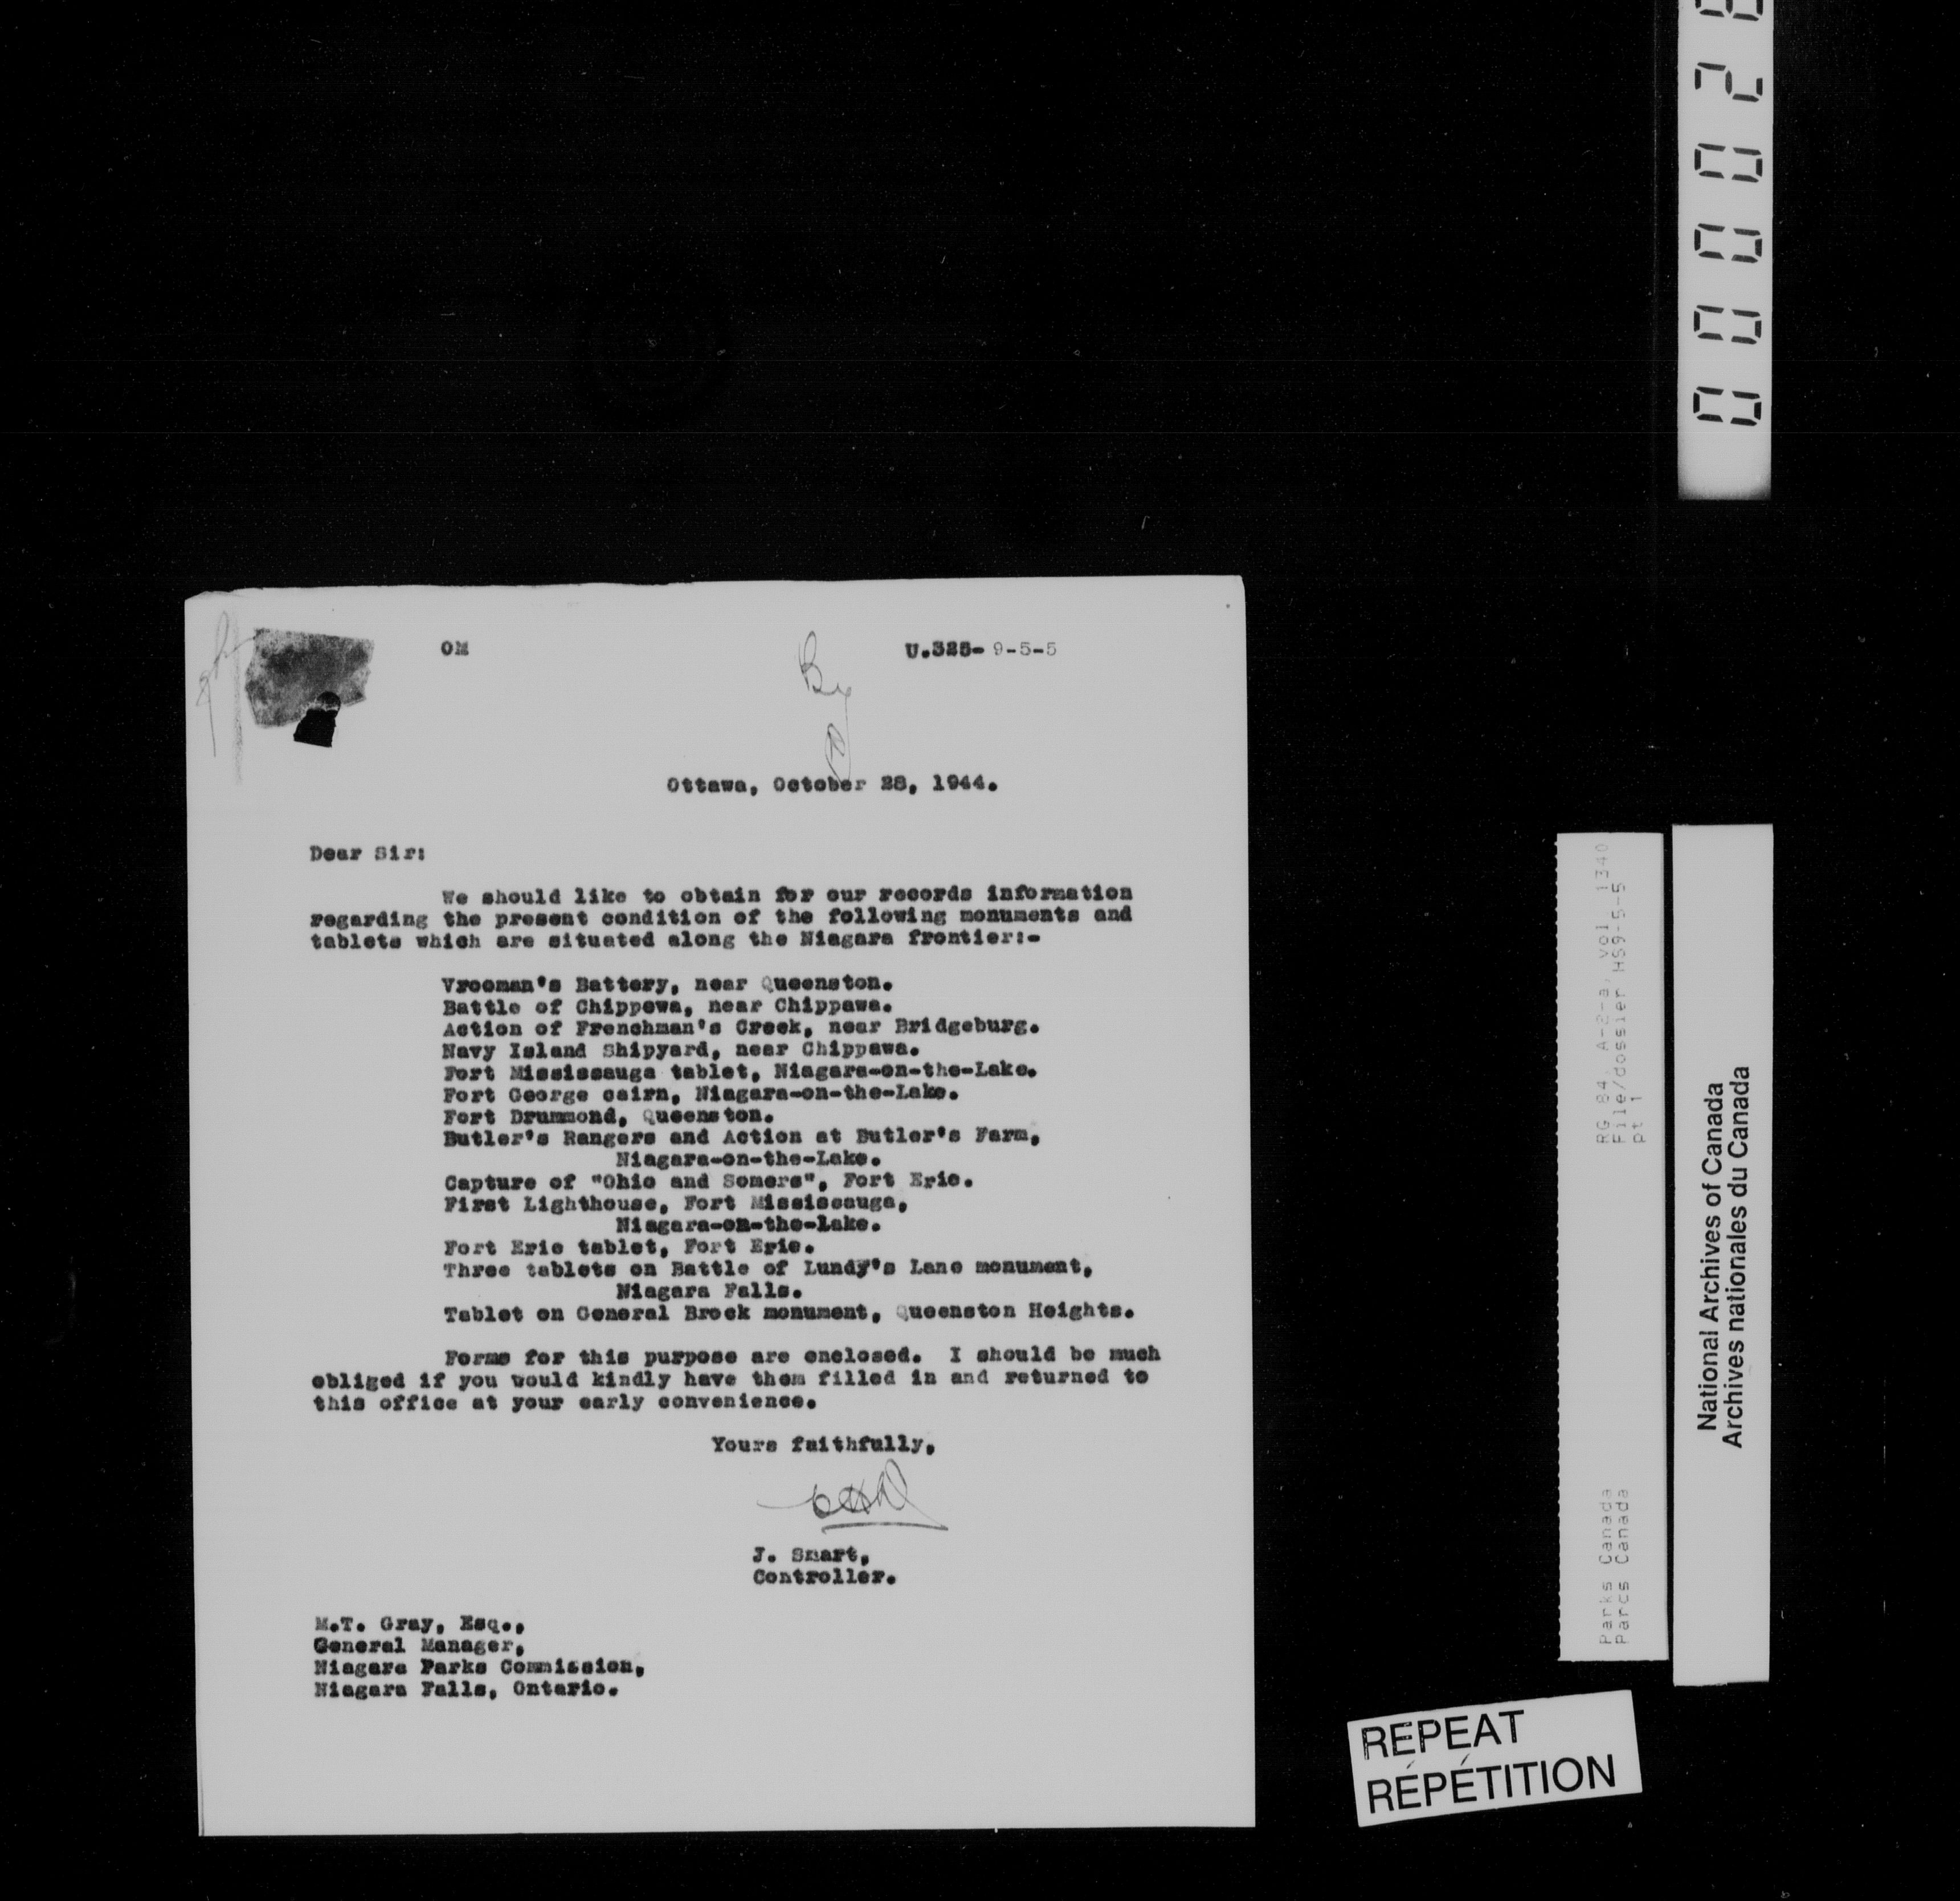 OM U.325- 9-5-5
By
Ottawa, October 28, 1944.
Dear Sir:
We should like to obtain for our records information
regarding the present condition of the following monuments and
tablets which are situated along the Niagara frontier:-
Vrooman's Battery, near Queenston.
Battle of Chippewa, near Chippawa.
Action of Frenchman's Creek, near Bridgeburg.
Navy Island Shipyard, near Chippawa.
Fort Mississauga tablet, Niagara-on-the-Lake.
Fort George cairn, Niagara-on-the-Lake.
Fort Drummond, Queenston.
Butler's Rangers and Action at Butler's Farm,
Niagara-on-the-Lake.
Capture of "Ohio and Somers", Fort Erie.
First Lighthouse, Fort Mississauga,
Niagara-on-the-Lake.
Fort Erie tablet, Fort Erie.
Three tablets on Battle of Lundy's Lane monument,
Niagara Falls.
Tablet on General Brock monument, Queenston Heights.
Forms for this purpose are enclosed. I should be much
obliged if you would kindly have them filled in and returned to
this office at your early convenience.
Yours faithfully,
J. Smart,
Controller.
M.T. Gray, Esq.,
General Manager,
Niagara Parks Commission,
Niagara Falls, Ontario.
RG 84, A-2-a, vol. 1340
File/dossier HS9-5-5
pt 1
Parks Canada
Parcs Canada
National Archives of Canada
Archives nationales du Canada
REPEAT
RÉPÉTITION